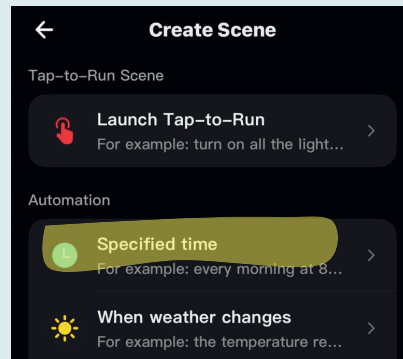 Create Scene
Tap-to-Run Scene
Launch Tap-to-Run
For example: turn on all the light...
Automation
Specified time
For example: every morning at 8...
When weather changes
For example: the temperature re...